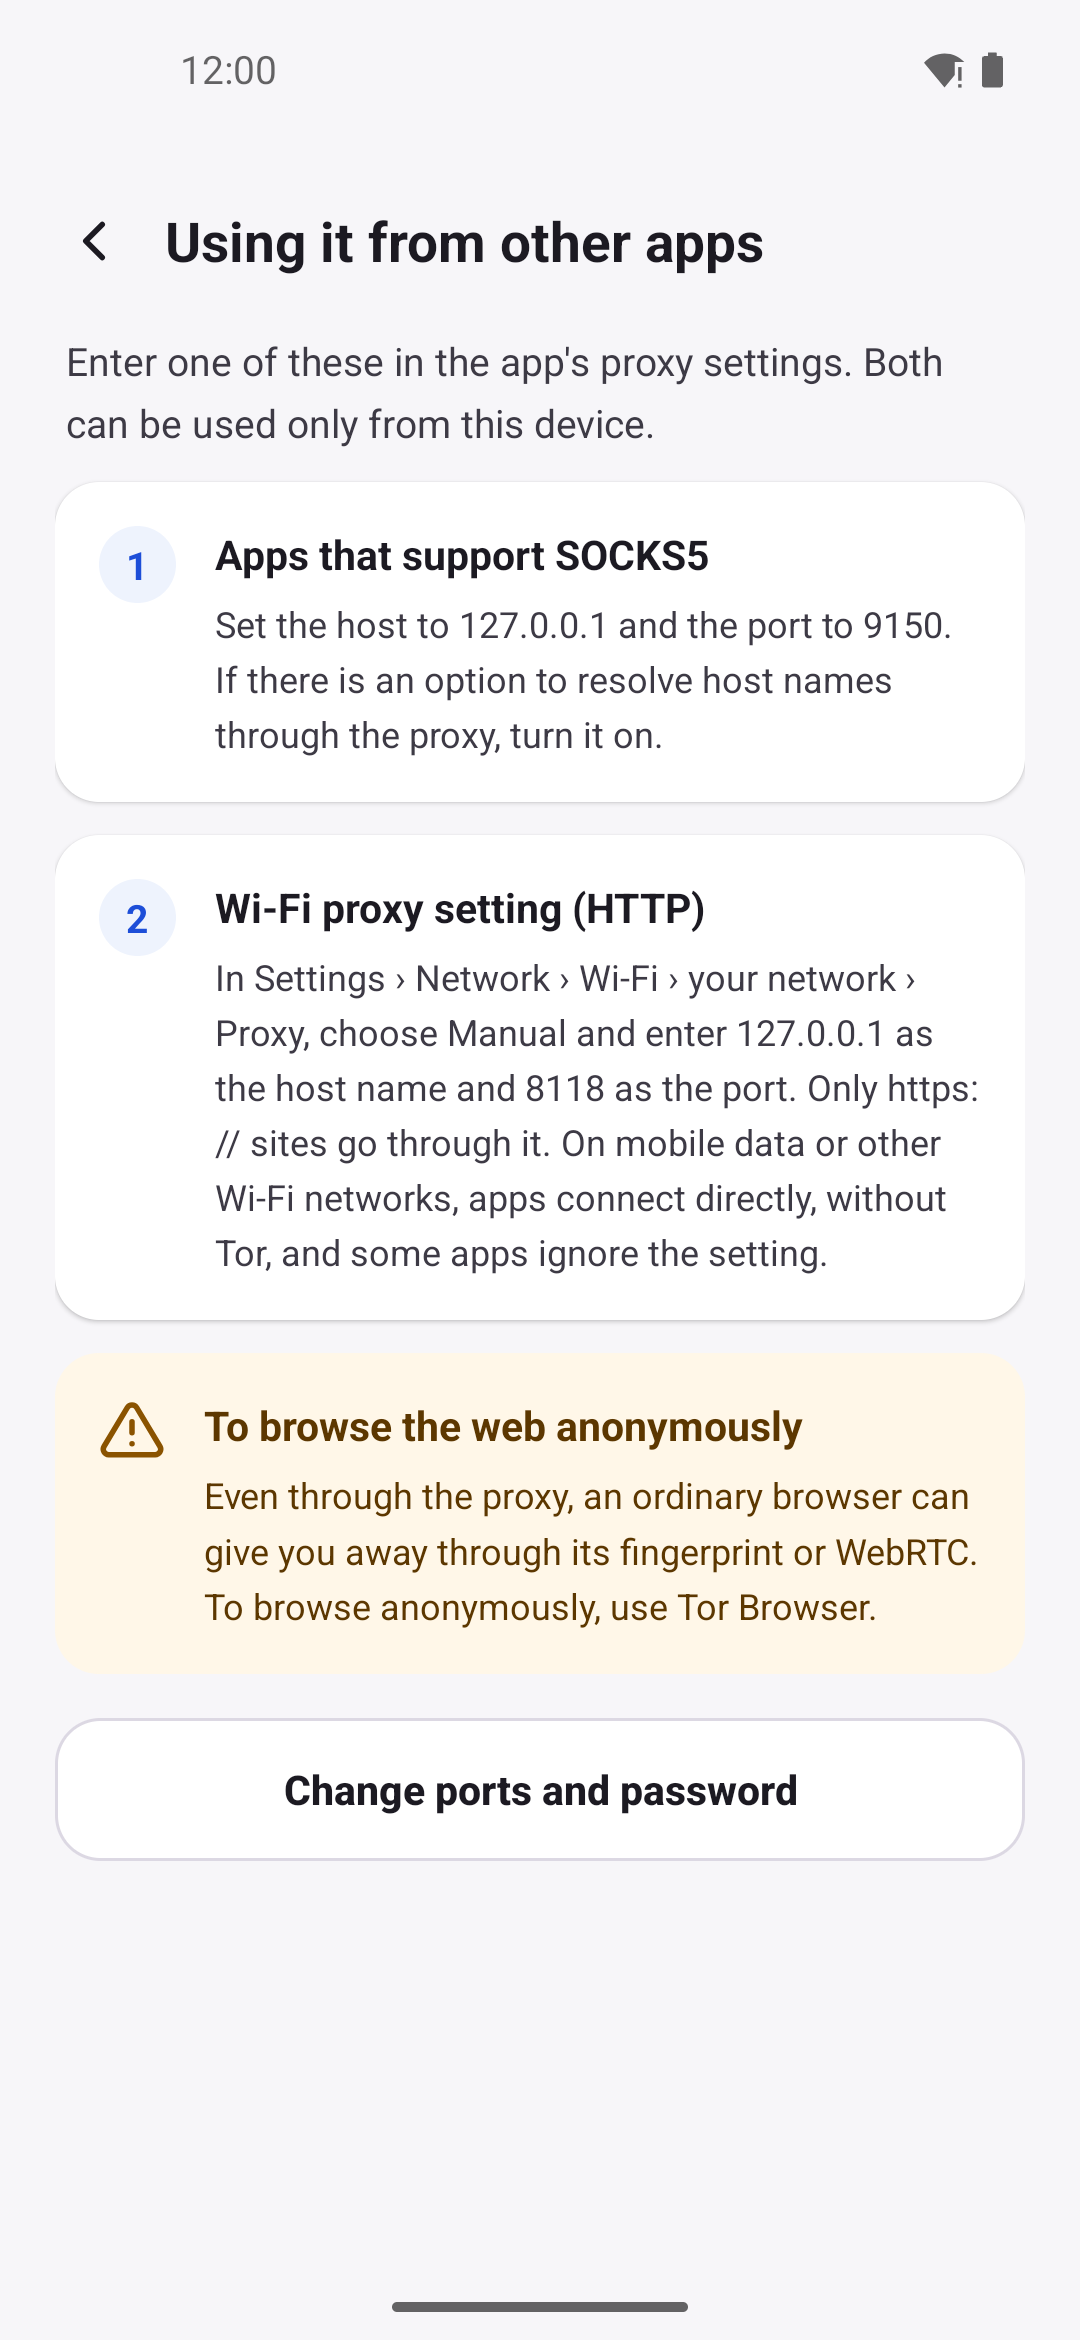 12:00
Using it from other apps
Enter one of these in the app's proxy settings. Both
can be used only from this device.
1
Apps that support SOCKS5
Set the host to 127.0.0.1 and the port to 9150.
If there is an option to resolve host names
through the proxy, turn it on.
2
Wi-Fi proxy setting (HTTP)
In Settings › Network › Wi-Fi › your network ›
Proxy, choose Manual and enter 127.0.0.1 as
the host name and 8118 as the port. Only https:
// sites go through it. On mobile data or other
Wi-Fi networks, apps connect directly, without
Tor, and some apps ignore the setting.
To browse the web anonymously
Even through the proxy, an ordinary browser can
give you away through its fingerprint or WebRTC.
To browse anonymously, use Tor Browser.
Change ports and password